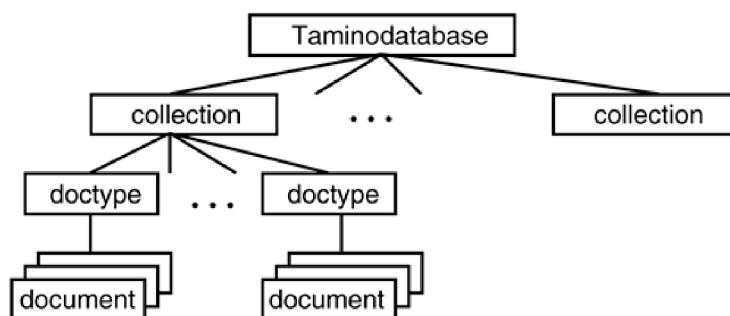 Taminodatabase
collection
...
collection
doctype
...
doctype
document
document